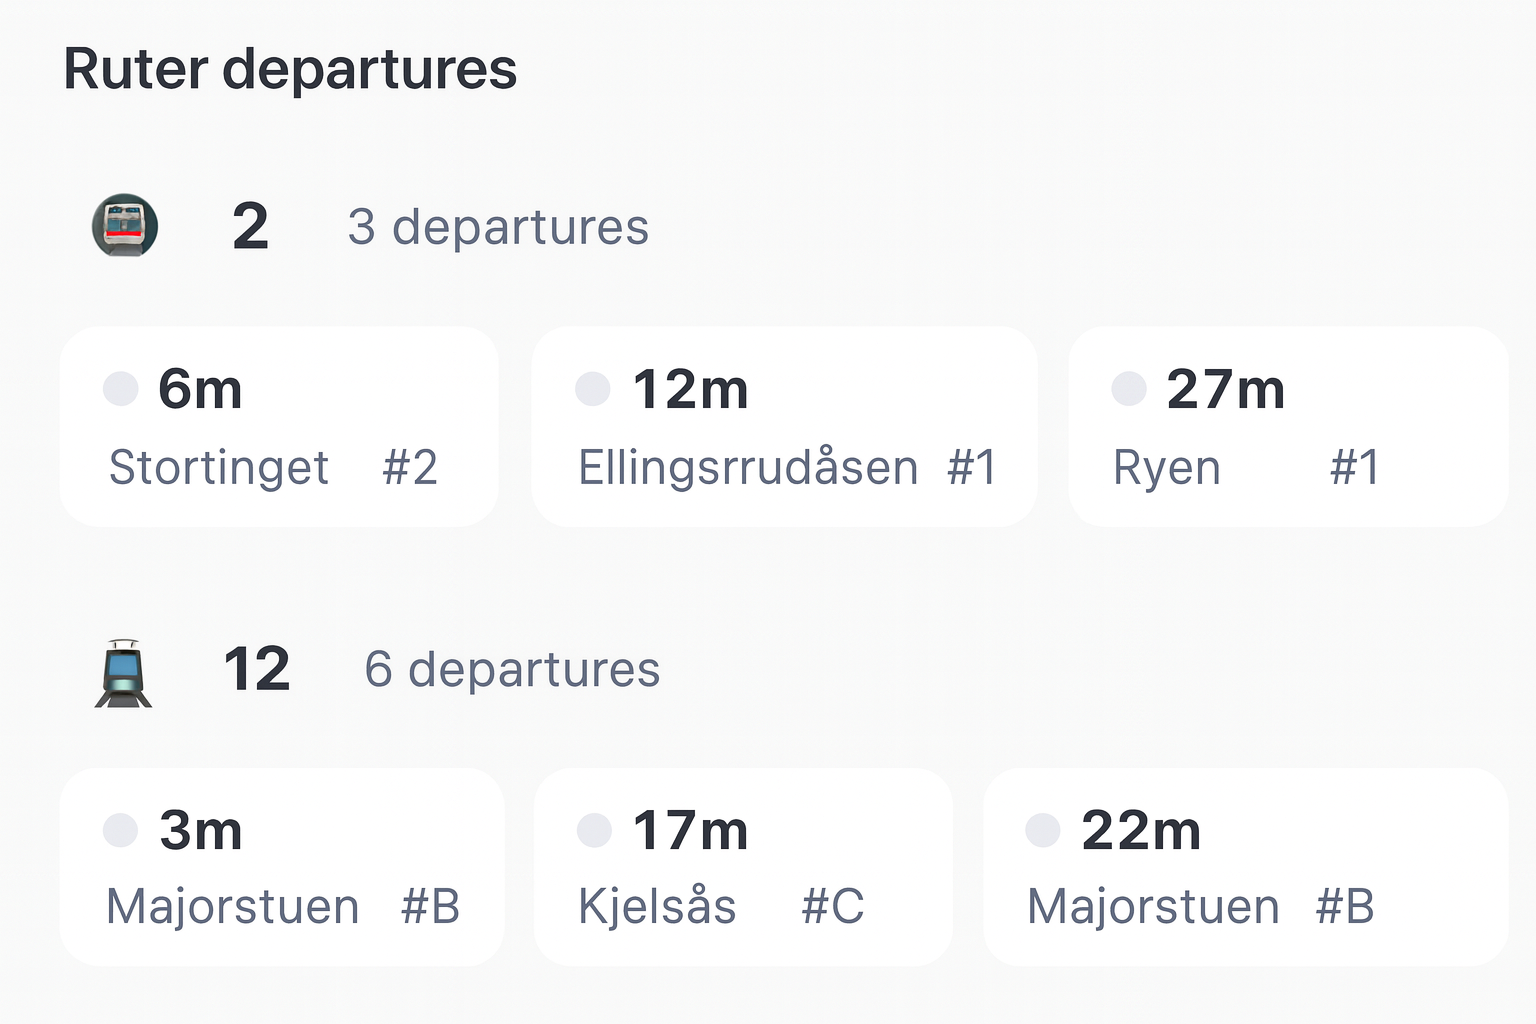 Ruter departures
2 3 departures
6m
Stortinget #2
12m
Ellingsrrudåsen #1
27m
Ryen #1
12 6 departures
3m
Majorstuen #B
17m
Kjelsås #C
22m
Majorstuen #B